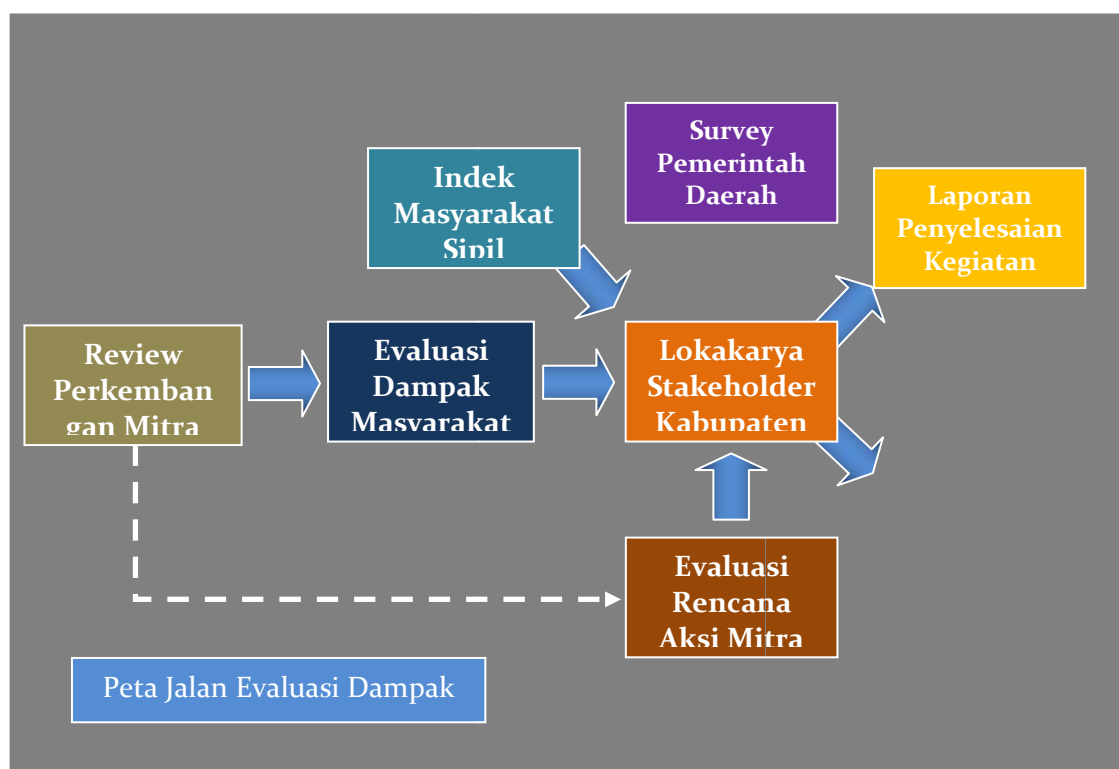 Survey
Pemerintah
Daerah
Indek
Masyarakat
Sipil
Laporan
Penyelesaian
Kegiatan
Review
Perkemban
gan Mitra
Evaluasi
Dampak
Masyarakat
Lokakarya
Stakeholder
Kabupaten
Evaluasi
Rencana
Aksi Mitra
Peta Jalan Evaluasi Dampak